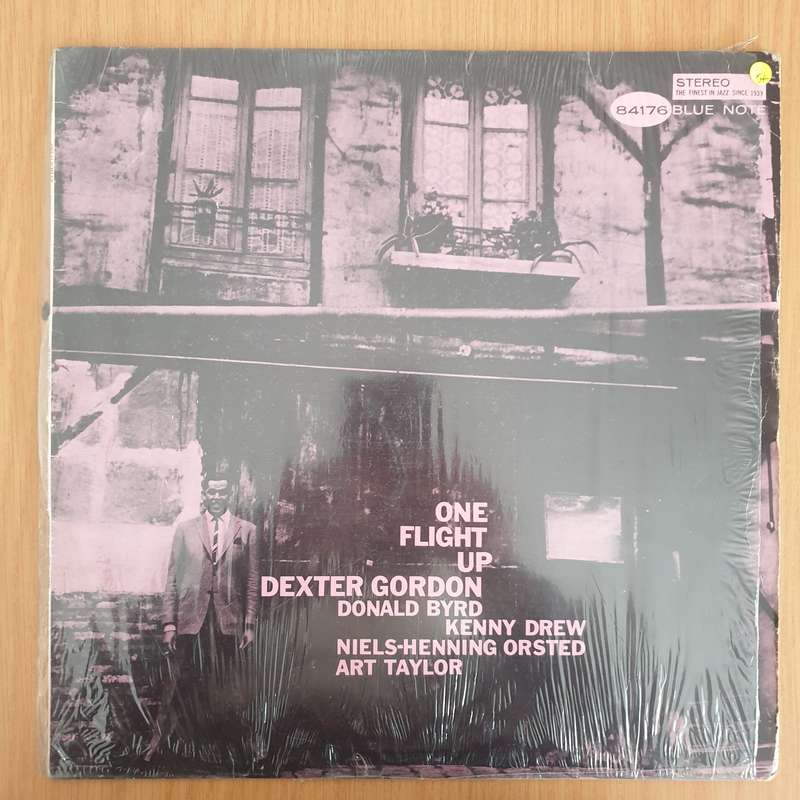 STEREO
THE FINEST IN JAZZ SINCE 1939
84176 BLUE NOTE
ONE
FLIGHT
UP
DEXTER GORDON
DONALD BYRD
KENNY DREW
NIELS-HENNING ORSTED
ART TAYLOR